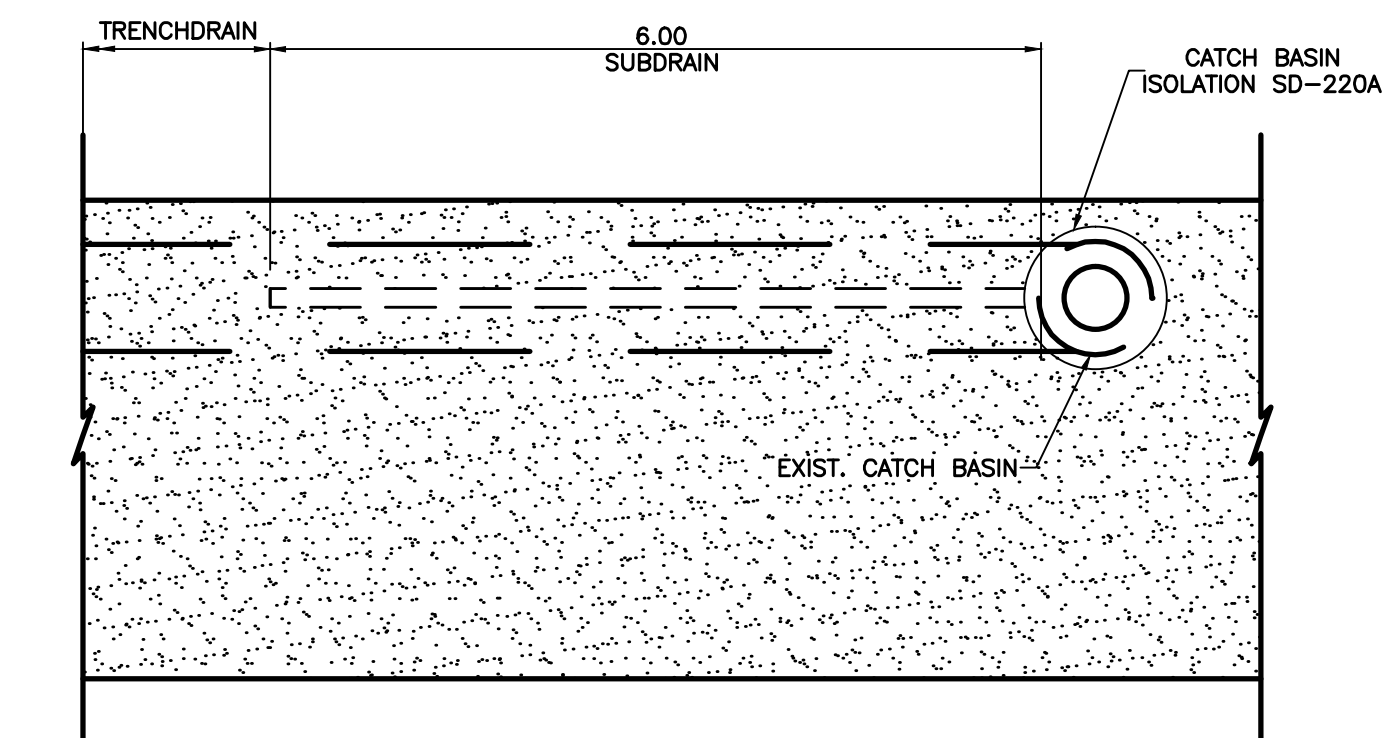 TRENCHDRAIN
6.00
SUBDRAIN
CATCH BASIN
ISOLATION SD-220A
EXIST. CATCH BASIN